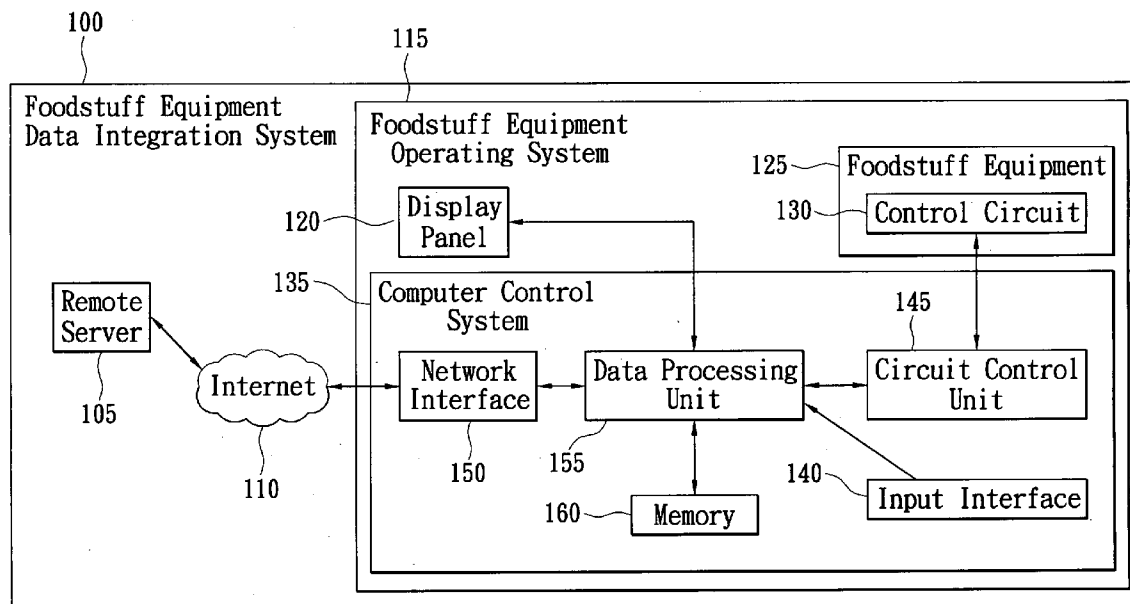 100
115
Foodstuff Equipment
Data Integration System
Foodstuff Equipment
Operating System
125
Foodstuff Equipment
130
Control Circuit
120
Display
Panel
135
Computer Control
System
145
Remote
Server
105
Internet
110
Network
Interface
150
Data Processing
Unit
155
Circuit Control
Unit
140
Input Interface
160
Memory